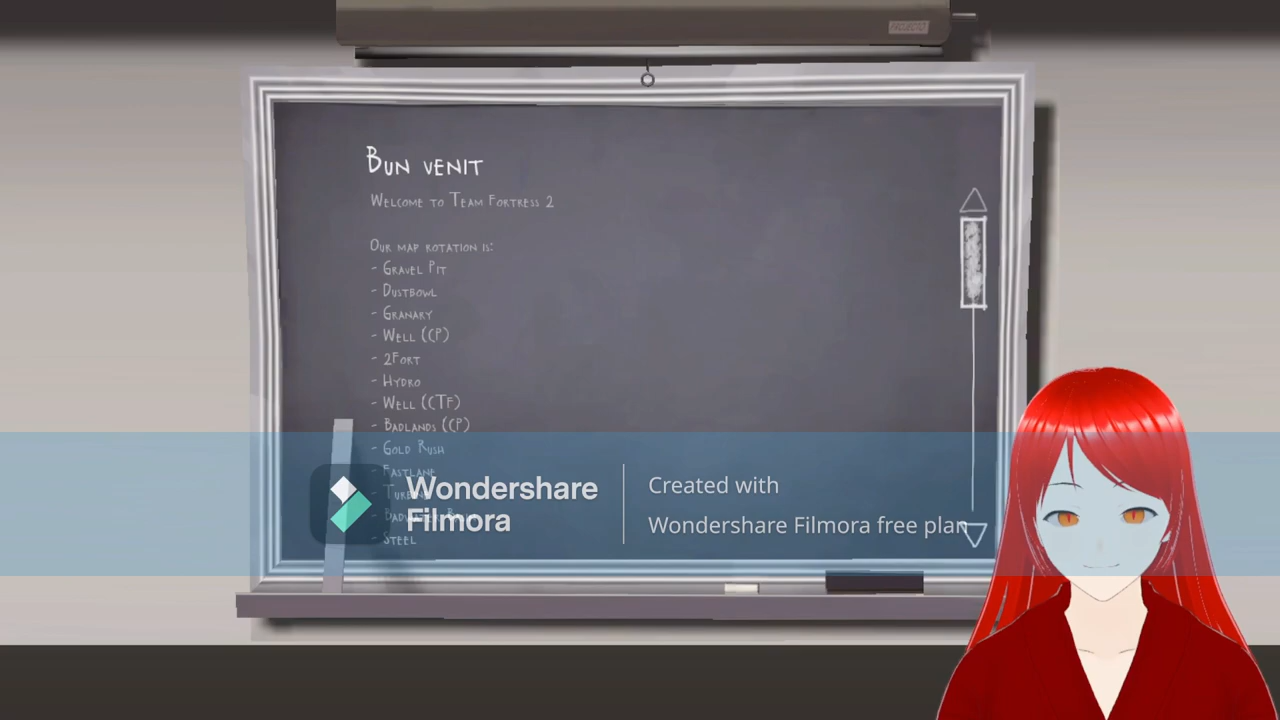 BUN VENIT
WELCOME TO TEAM FORTRESS 2
OUR MAP ROTATION IS:
- GRAVEL PIT
- DUSTBOWL
- GRANARY
- WELL (CP)
- 2FORT
- HYDRO
- WELL (CTF)
- BADLANDS (CP)
- GOLD RUSH
- FASTLANE
- STEEL
Wondershare
Filmora
Created with
Wondershare Filmora free plan